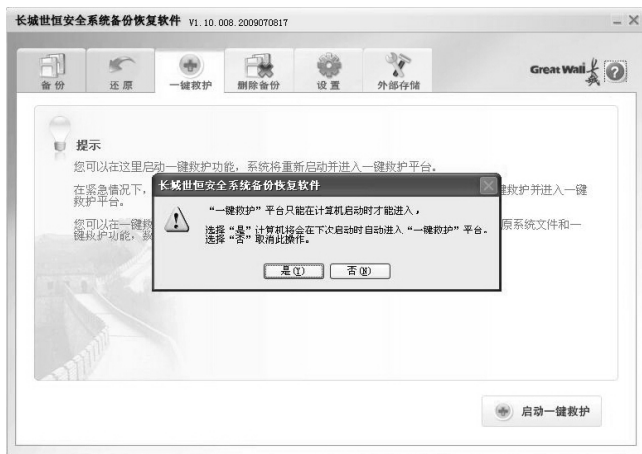 长城世恒安全系统备份恢复软件 V1.10.008.2009070817
备份
还原
一键救护
删除备份
设置
外部存储
Great Wall
提示
您可以在这里启动一键救护功能，系统将重新启动并进入一键救护平台。
在紧急情况下，
键救护并进入一键
救护平台。
您可以在一键救
原系统文件和一
键救护功能，数
长城世恒安全系统备份恢复软件
“一键救护”平台只能在计算机启动时才能进入，
选择“是”计算机将会在下次启动时自动进入“一键救护”平台。
选择“否”取消此操作。
是(Y)
否(N)
启动一键救护